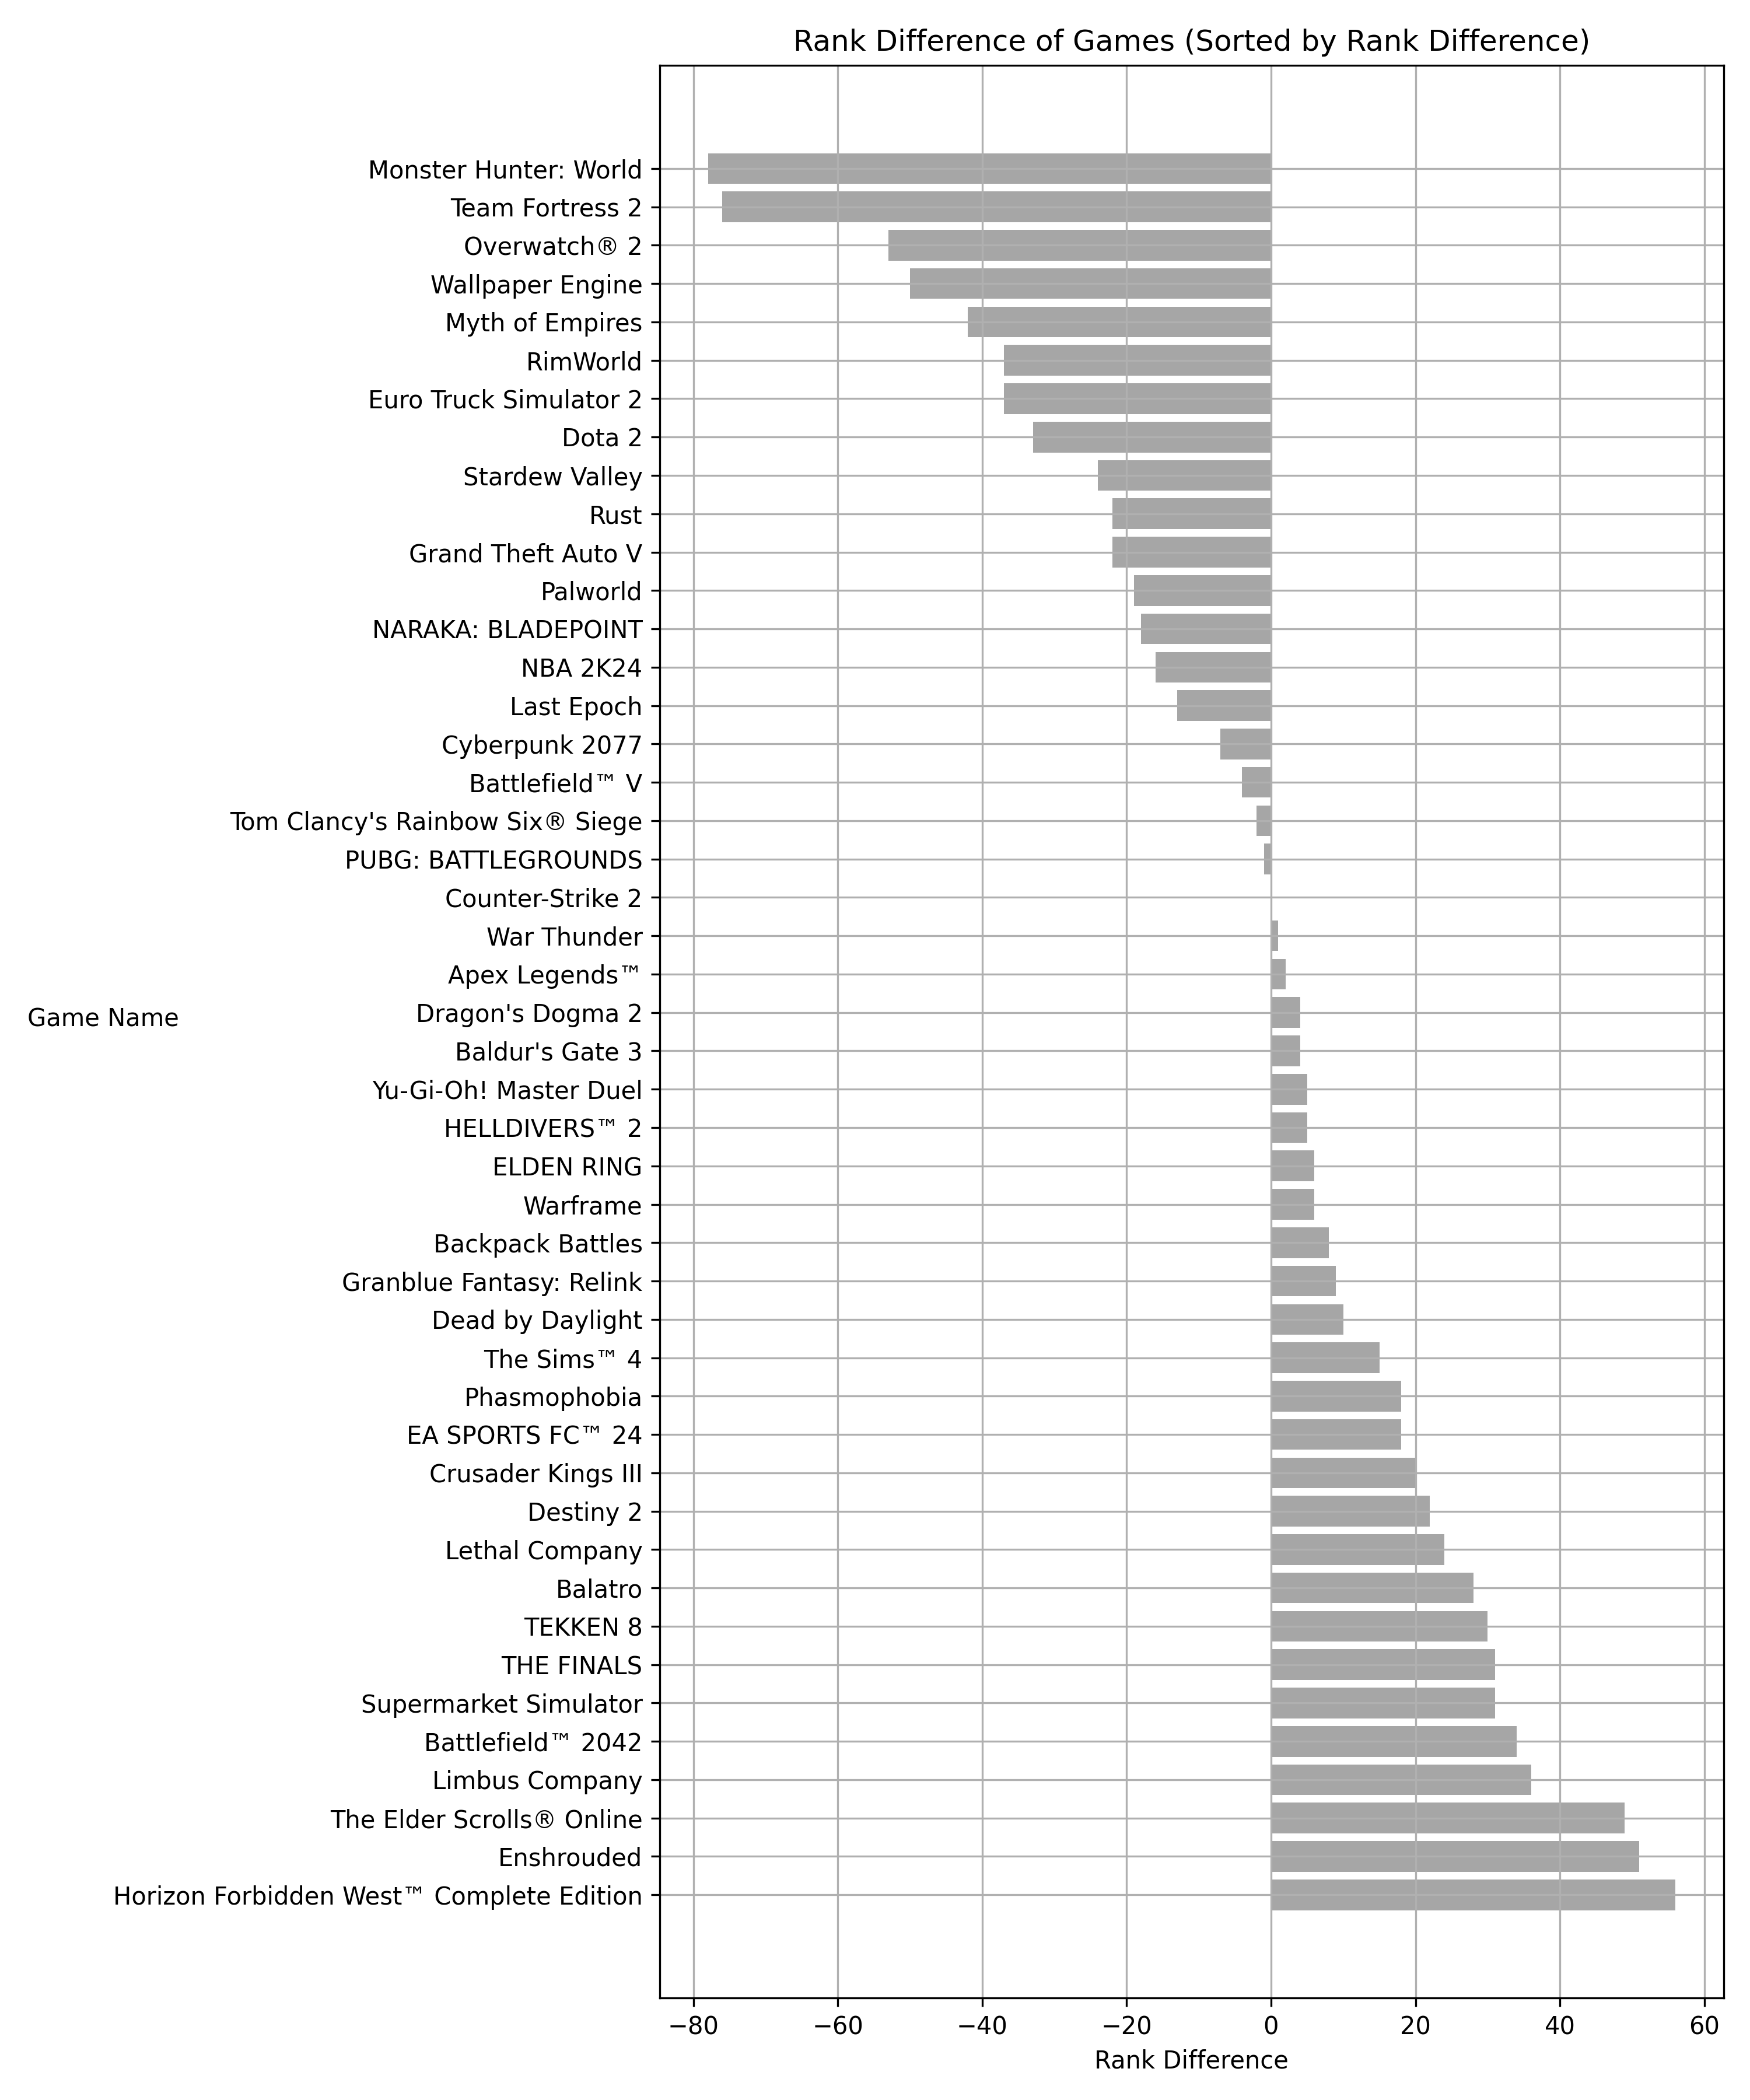 Rank Difference of Games (Sorted by Rank Difference)
Monster Hunter: World
Team Fortress 2
Overwatch® 2
Wallpaper Engine
Myth of Empires
RimWorld
Euro Truck Simulator 2
Dota 2
Stardew Valley
Rust
Grand Theft Auto V
Palworld
NARAKA: BLADEPOINT
NBA 2K24
Last Epoch
Cyberpunk 2077
Battlefield™ V
Tom Clancy's Rainbow Six® Siege
PUBG: BATTLEGROUNDS
Counter-Strike 2
War Thunder
Apex Legends™
Dragon's Dogma 2
Game Name
Baldur's Gate 3
Yu-Gi-Oh! Master Duel
HELLDIVERS™ 2
ELDEN RING
Warframe
Backpack Battles
Granblue Fantasy: Relink
Dead by Daylight
The Sims™ 4
Phasmophobia
EA SPORTS FC™ 24
Crusader Kings III
Destiny 2
Lethal Company
Balatro
TEKKEN 8
THE FINALS
Supermarket Simulator
Battlefield™ 2042
Limbus Company
The Elder Scrolls® Online
Enshrouded
Horizon Forbidden West™ Complete Edition
−80 −60 −40 −20 0 20 40 60
Rank Difference